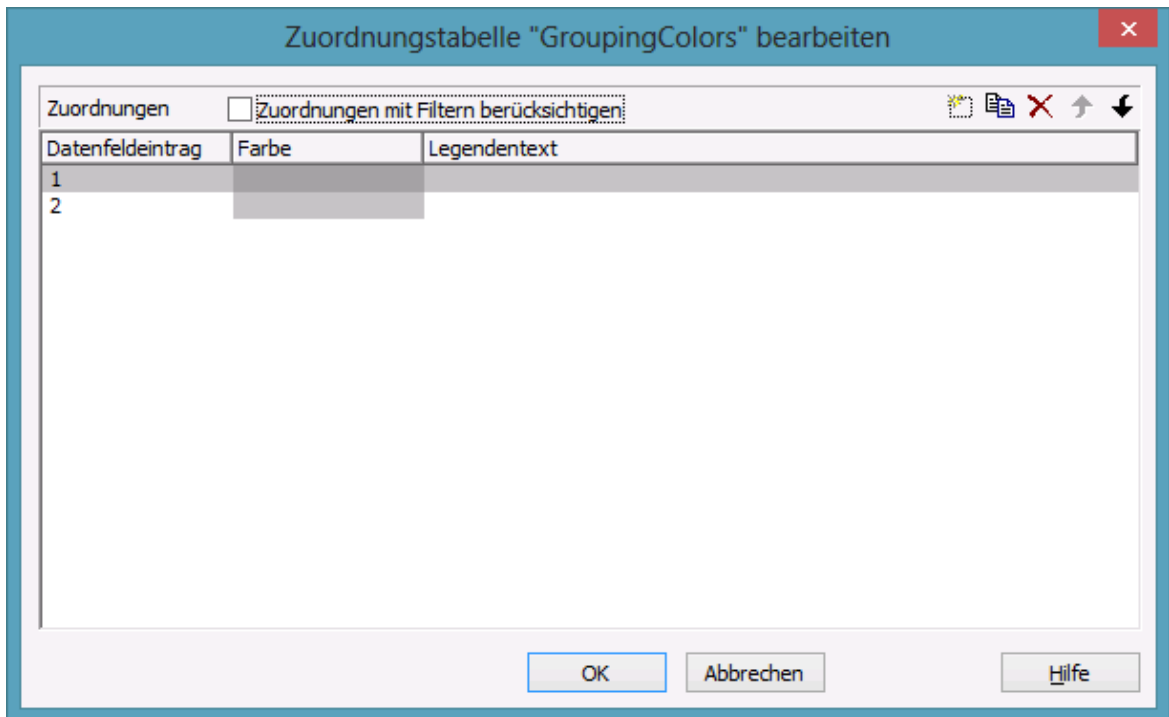 Zuordnungstabelle "GroupingColors" bearbeiten
Zuordnungen Zuordnungen mit Filtern berücksichtigen
Datenfeldeintrag Farbe Legendentext
1
2
OK Abbrechen Hilfe